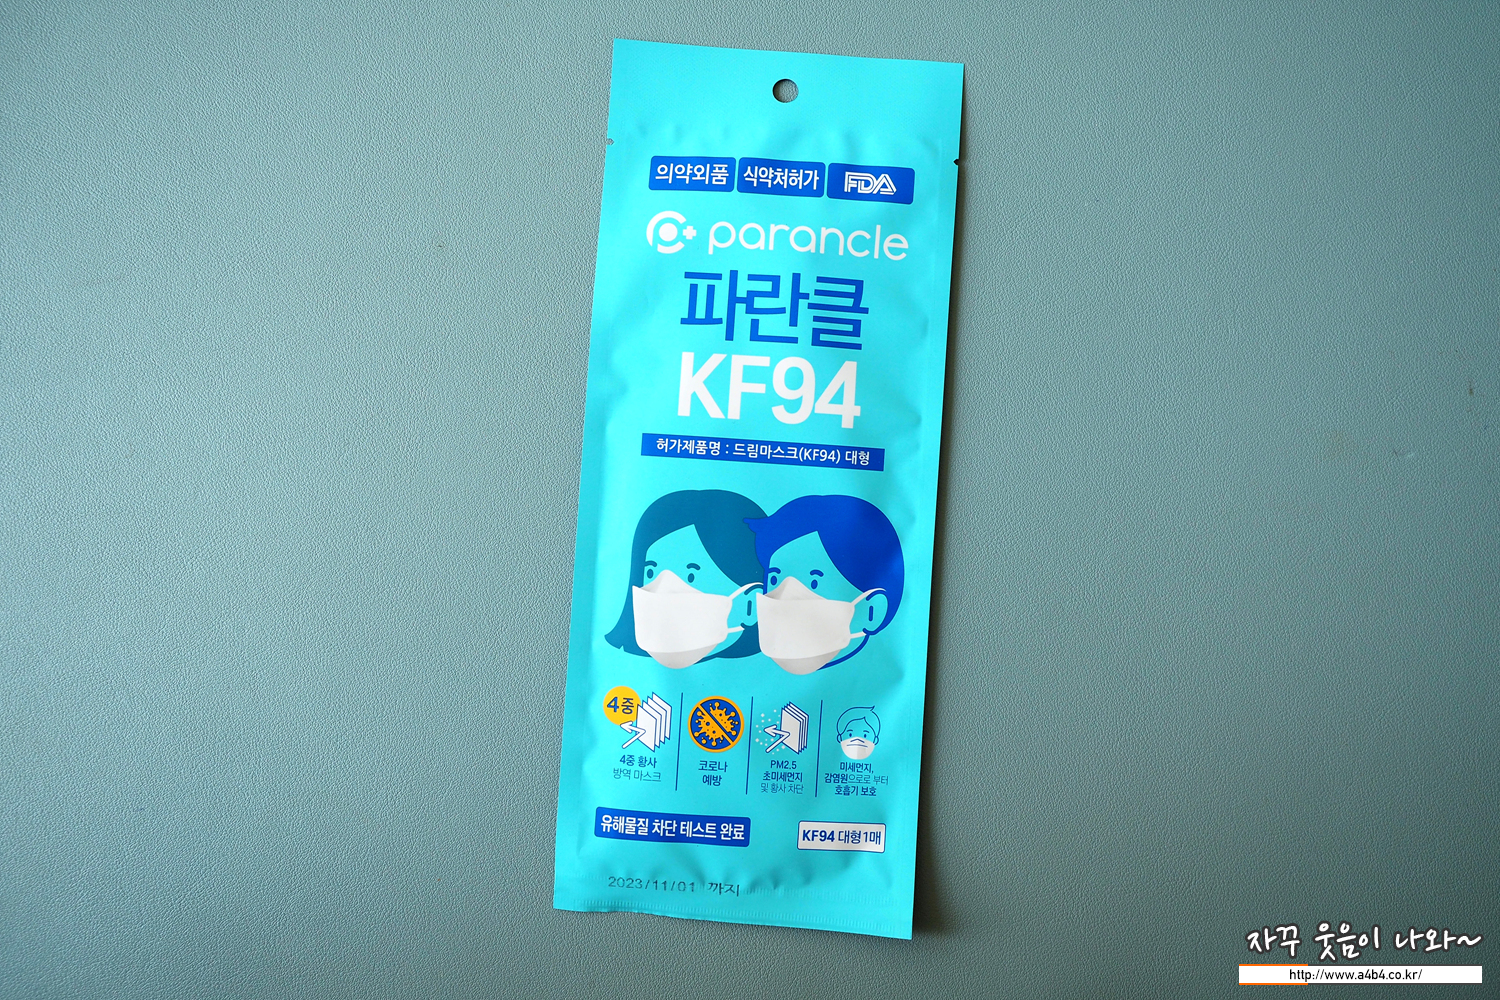 의약외품 식약처허가 FDA
parancle
파란클
KF94
허가제품명 : 드림마스크(KF94) 대형
4중
4중 황사
방역 마스크
코로나
예방
PM2.5
초미세먼지
및 황사 차단
미세먼지,
감염원으로로 부터
호흡기 보호
유해물질 차단 테스트 완료
KF94 대형1매
2023/11/01 까지
자꾸 웃음이 나와~
http://www.a4b4.co.kr/